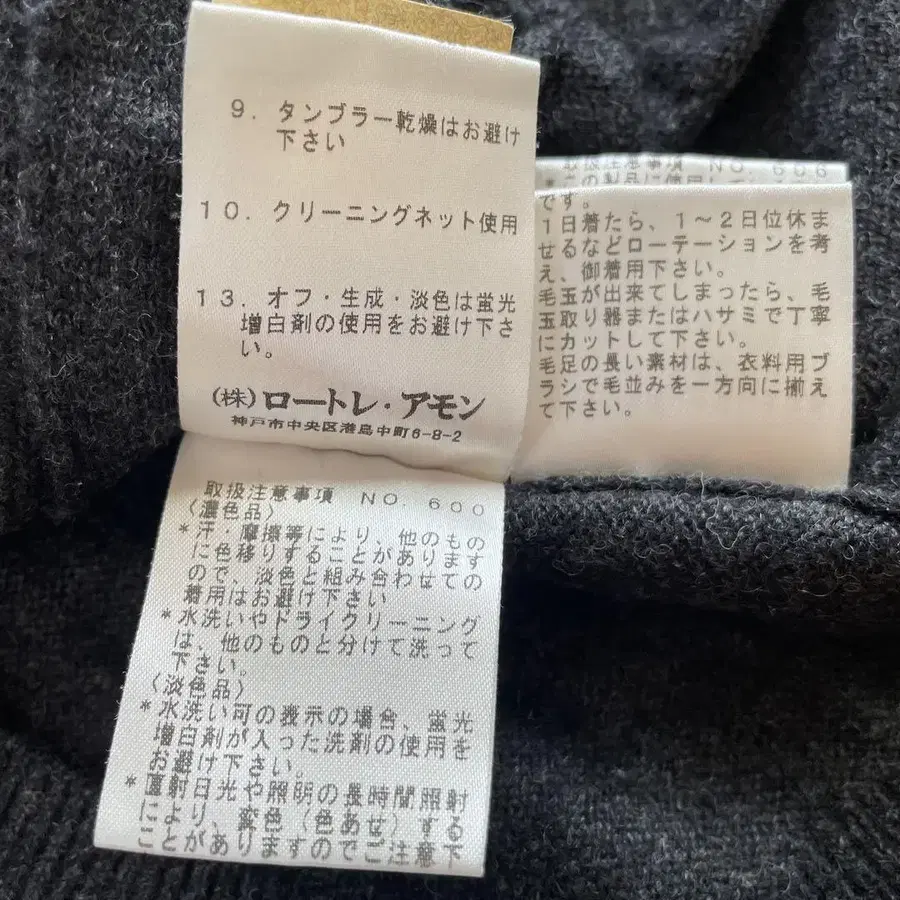 9. タンブラー乾燥はお避け
下さい
10. クリーニングネット使用
13. オフ・生成・淡色は蛍光
増白剤の使用をお避け下さ
い。
(株)ロートレ・アモン
神戸市中央区港島中町6-8-2
取扱注意事項 NO. 606
*この製品に使用
です。
1日着たら、1~2日位休ま
せるなどローテーションを考
え、御着用下さい。
毛玉が出来てしまったら、毛
玉取り器またはハサミで丁寧
にカットして下さい。
毛足の長い素材は、衣料用ブ
ラシで毛並みを一方向に揃え
て下さい。
取扱注意事項 NO. 600
〈濃色品〉
*汗・摩擦等により、他のもの
に色移りすることがあります
ので、淡色と組み合わせての
着用はお避け下さい
*水洗いやドライクリーニング
は、他のものと分けて洗って
下さい。
〈淡色品〉
*水洗い可の表示の場合、蛍光
増白剤が入った洗剤の使用を
お避け下さい。
*直射日光や照明の長時間照射
により、変色(色あせ)する
ことがありますのでご注意下